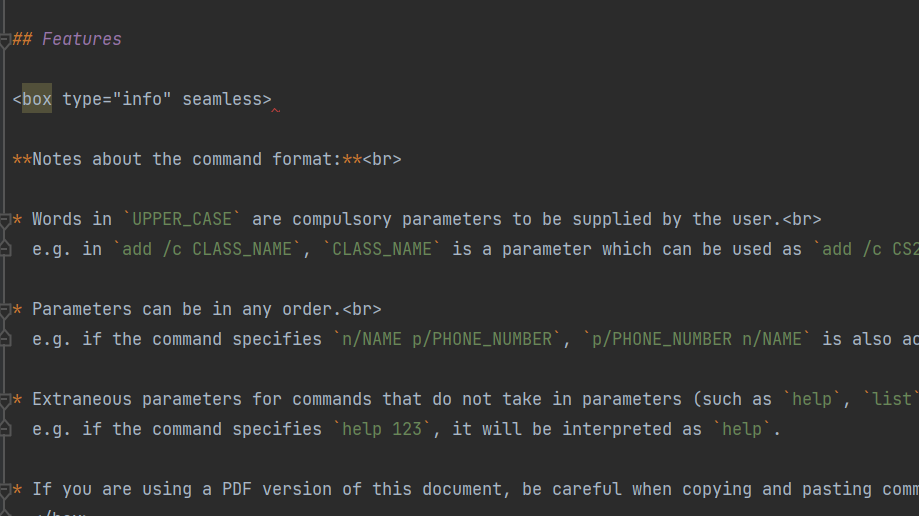 ## Features
<box type="info" seamless>
**Notes about the command format:**<br>
* Words in `UPPER_CASE` are compulsory parameters to be supplied by the user.<br>
e.g. in `add /c CLASS_NAME`, `CLASS_NAME` is a parameter which can be used as `add /c CS2
* Parameters can be in any order.<br>
e.g. if the command specifies `n/NAME p/PHONE_NUMBER`, `p/PHONE_NUMBER n/NAME` is also ac
* Extraneous parameters for commands that do not take in parameters (such as `help`, `list`
e.g. if the command specifies `help 123`, it will be interpreted as `help`.
* If you are using a PDF version of this document, be careful when copying and pasting comm